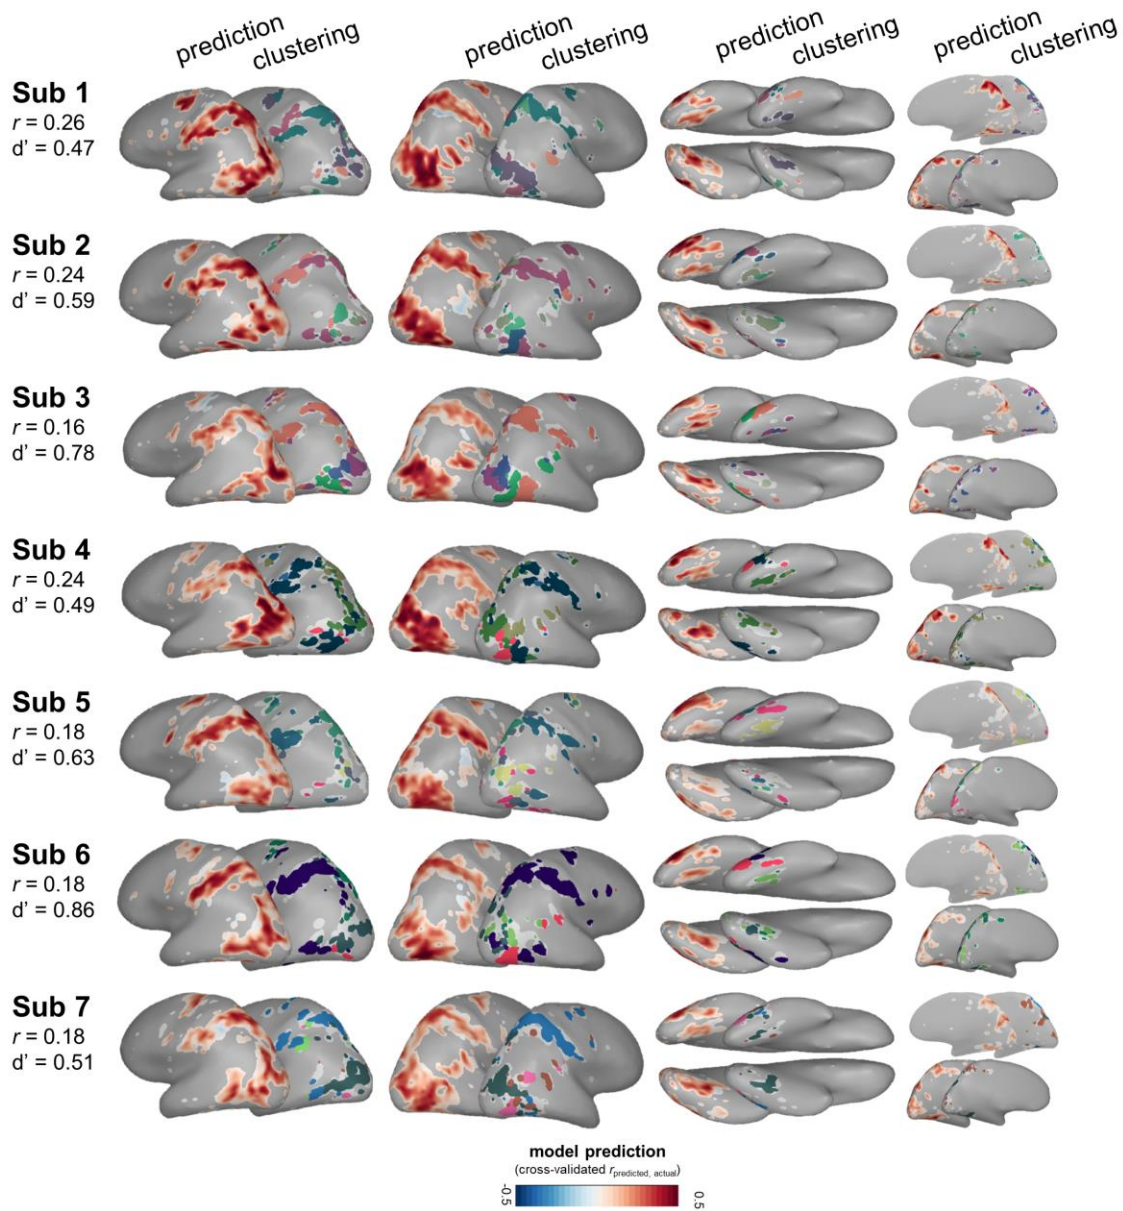 prediction clustering prediction clustering prediction clustering prediction clustering
Sub 1
r = 0.26
d' = 0.47
Sub 2
r = 0.24
d' = 0.59
Sub 3
r = 0.16
d' = 0.78
Sub 4
r = 0.24
d' = 0.49
Sub 5
r = 0.18
d' = 0.63
Sub 6
r = 0.18
d' = 0.86
Sub 7
r = 0.18
d' = 0.51
model prediction
(cross-validated r predicted, actual)
-0.5 0.5